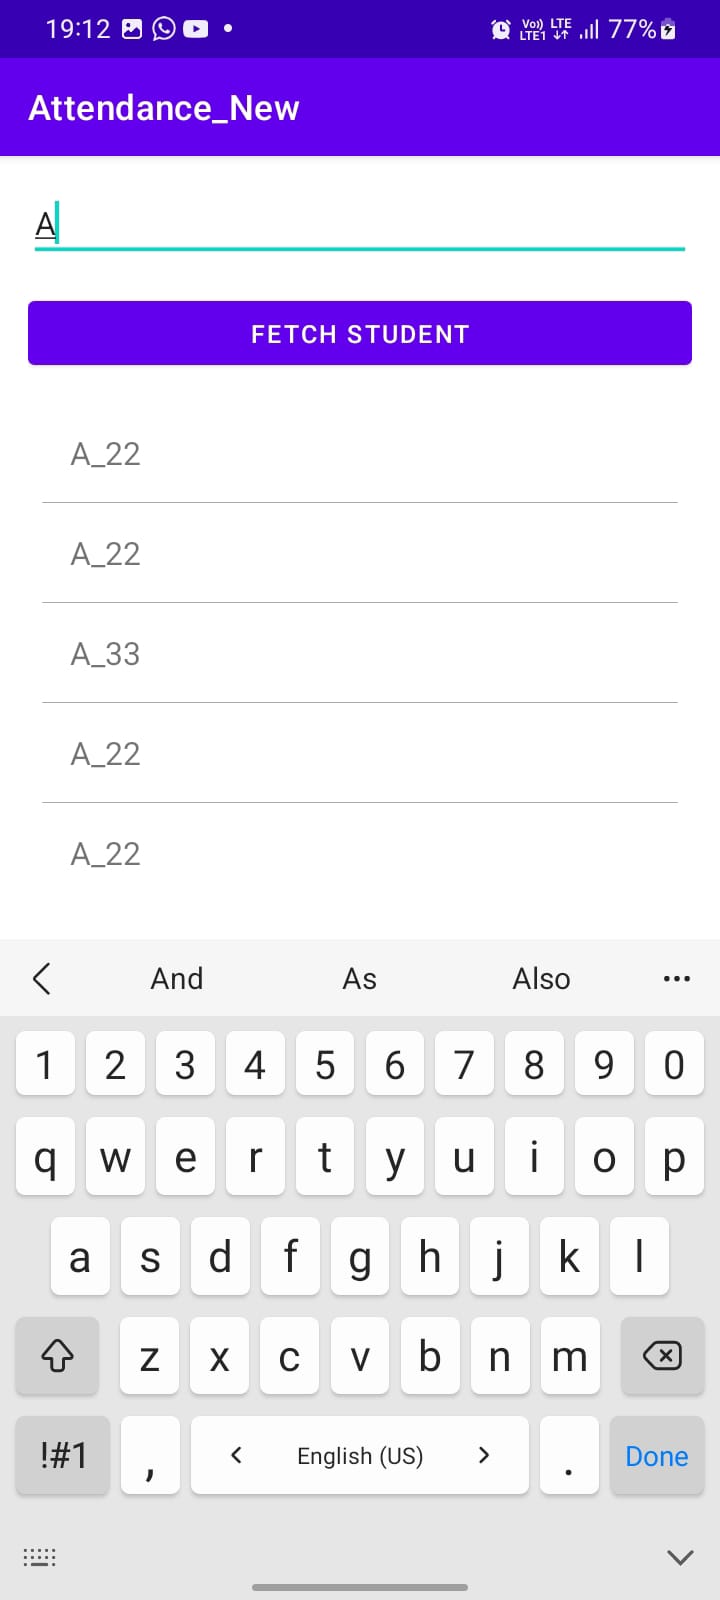 19:12 Vo)) LTE LTE1 77%
Attendance_New
A
FETCH STUDENT
A_22
A_22
A_33
A_22
A_22
And As Also
1 2 3 4 5 6 7 8 9 0
q w e r t y u i o p
a s d f g h j k l
z x c v b n m
!#1 , English (US) . Done